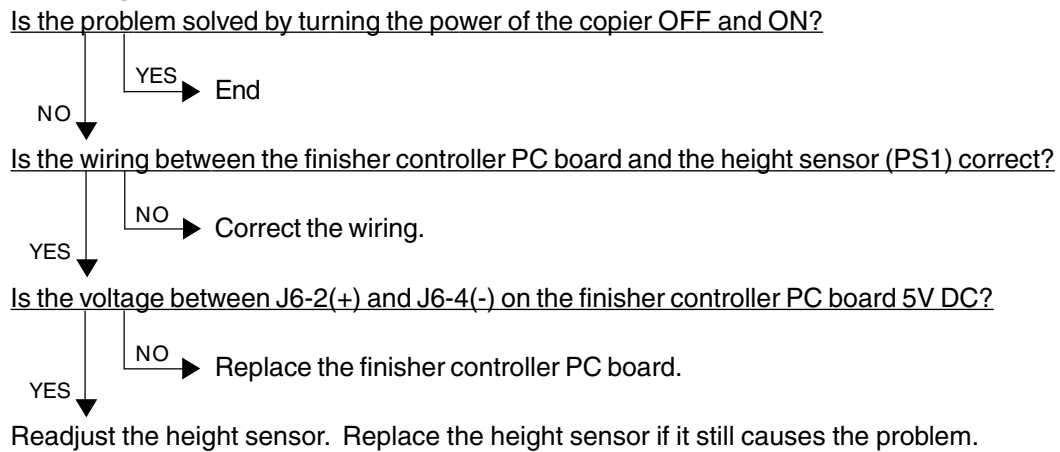 Is the problem solved by turning the power of the copier OFF and ON?
YES
End
NO
Is the wiring between the finisher controller PC board and the height sensor (PS1) correct?
NO
Correct the wiring.
YES
Is the voltage between J6-2(+) and J6-4(-) on the finisher controller PC board 5V DC?
NO
Replace the finisher controller PC board.
YES
Readjust the height sensor.  Replace the height sensor if it still causes the problem.